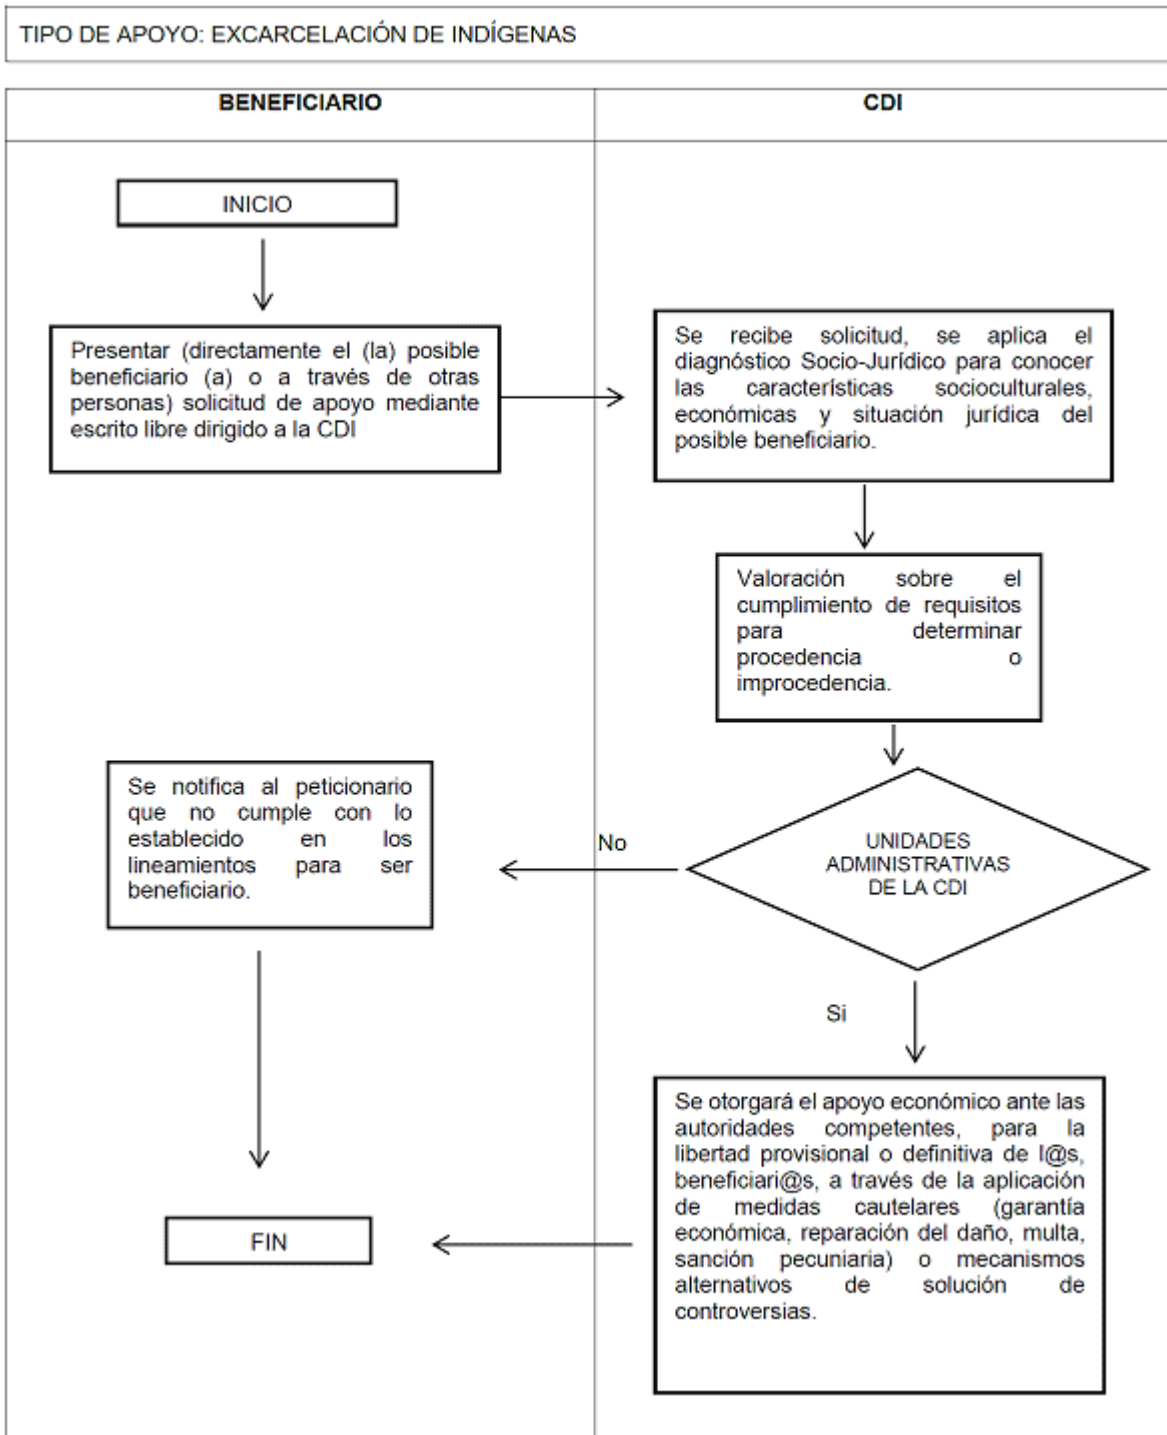 TIPO DE APOYO: EXCARCELACIÓN DE INDÍGENAS
BENEFICIARIO
CDI
INICIO
Presentar (directamente el (la) posible
beneficiario (a) o a través de otras
personas) solicitud de apoyo mediante
escrito libre dirigido a la CDI
Se recibe solicitud, se aplica el
diagnóstico Socio-Jurídico para conocer
las características socioculturales,
económicas y situación jurídica del
posible beneficiario.
Valoración sobre el
cumplimiento de requisitos
para determinar
procedencia o
improcedencia.
UNIDADES
ADMINISTRATIVAS
DE LA CDI
No
Se notifica al peticionario
que no cumple con lo
establecido en los
lineamientos para ser
beneficiario.
Si
Se otorgará el apoyo económico ante las
autoridades competentes, para la
libertad provisional o definitiva de l@s,
beneficiari@s, a través de la aplicación
de medidas cautelares (garantía
económica, reparación del daño, multa,
sanción pecuniaria) o mecanismos
alternativos de solución de
controversias.
FIN